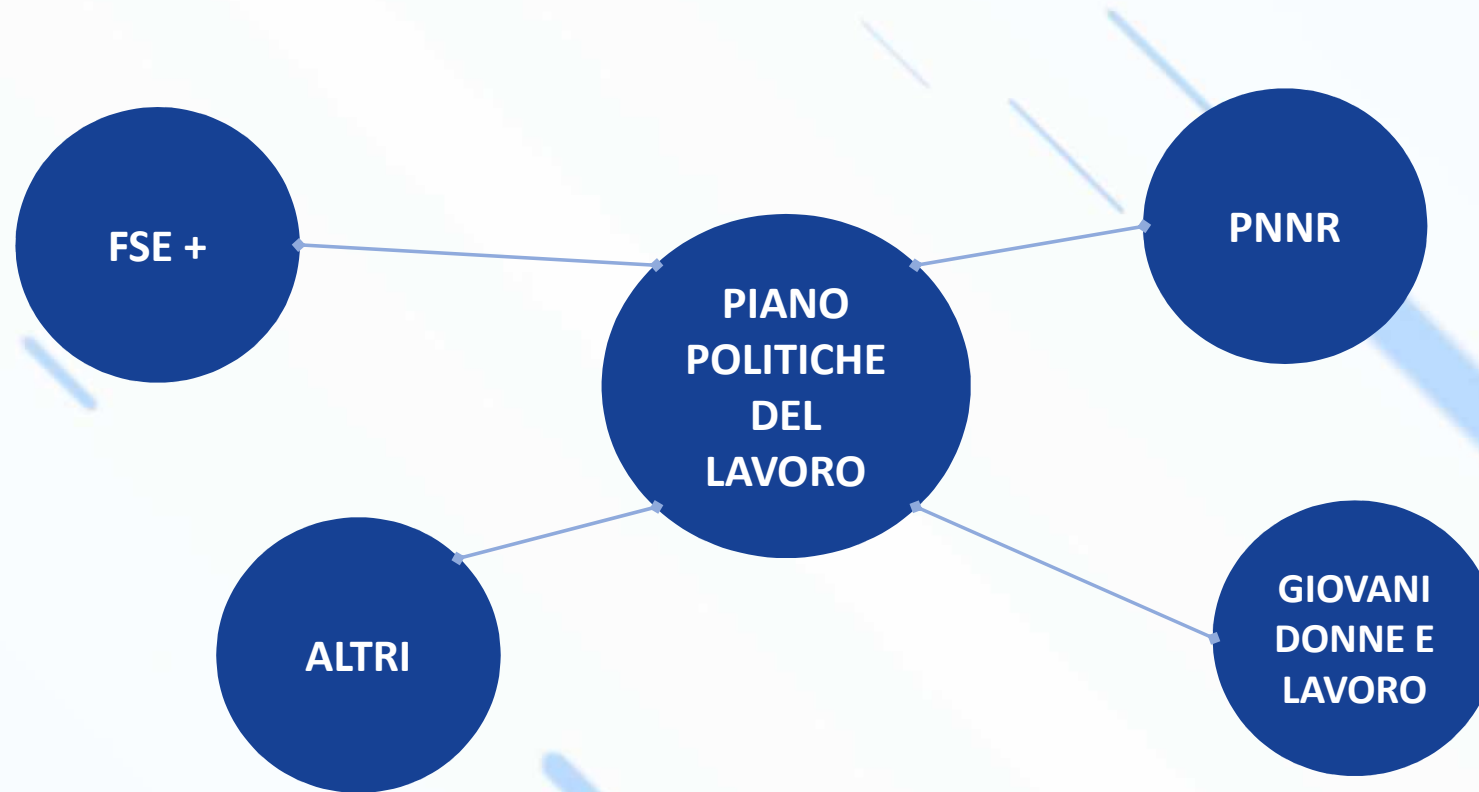 FSE +
PNNR
PIANO
POLITICHE
DEL
LAVORO
ALTRI
GIOVANI
DONNE E
LAVORO